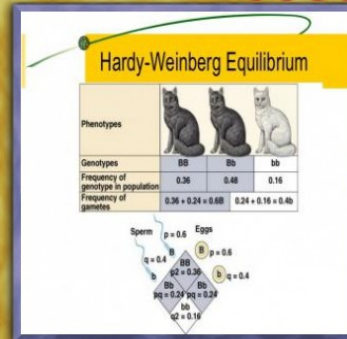 Hardy-Weinberg Equilibrium
Phenotypes
Genotypes BB Bb bb
Frequency of
genotype in population 0.36 0.48 0.16
Frequency of
gametes 0.36 + 0.24 = 0.6B 0.24 + 0.16 = 0.4b
Sperm Eggs
p = 0.6
B B p = 0.6
q = 0.4
b BB b q = 0.4
p2 = 0.36
Bb Bb
pq = 0.24 pq = 0.24
bb
q2 = 0.16